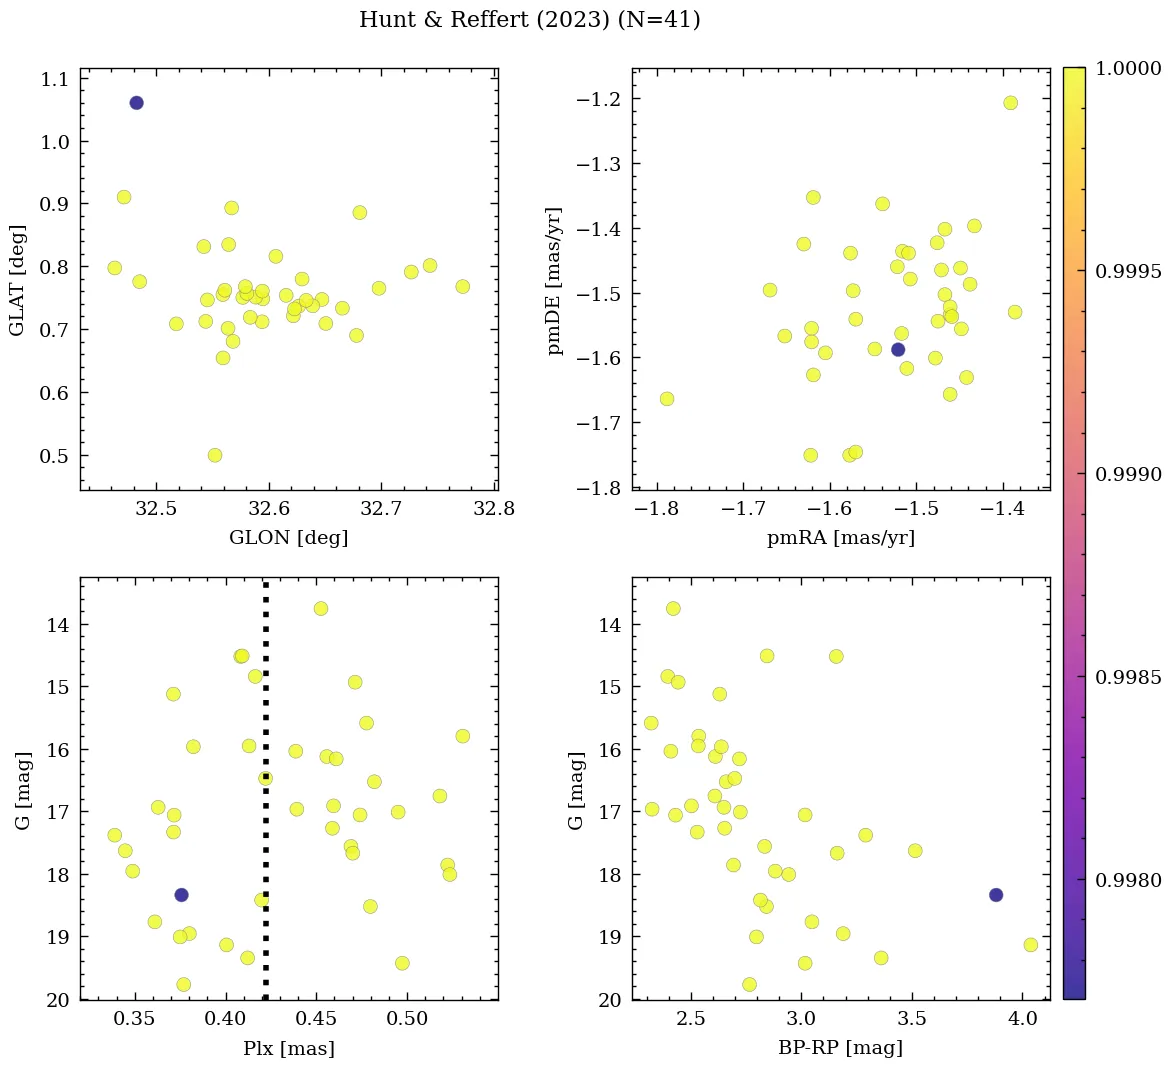 Hunt & Reffert (2023) (N=41)
1.1
1.0
0.9
0.8
0.7
0.6
0.5
GLAT [deg]
32.5 32.6 32.7 32.8
GLON [deg]
−1.2
−1.3
−1.4
−1.5
−1.6
−1.7
−1.8
pmDE [mas/yr]
−1.8 −1.7 −1.6 −1.5 −1.4
pmRA [mas/yr]
14
15
16
17
18
19
20
G [mag]
0.35 0.40 0.45 0.50
Plx [mas]
14
15
16
17
18
19
20
G [mag]
2.5 3.0 3.5 4.0
BP-RP [mag]
1.0000
0.9995
0.9990
0.9985
0.9980